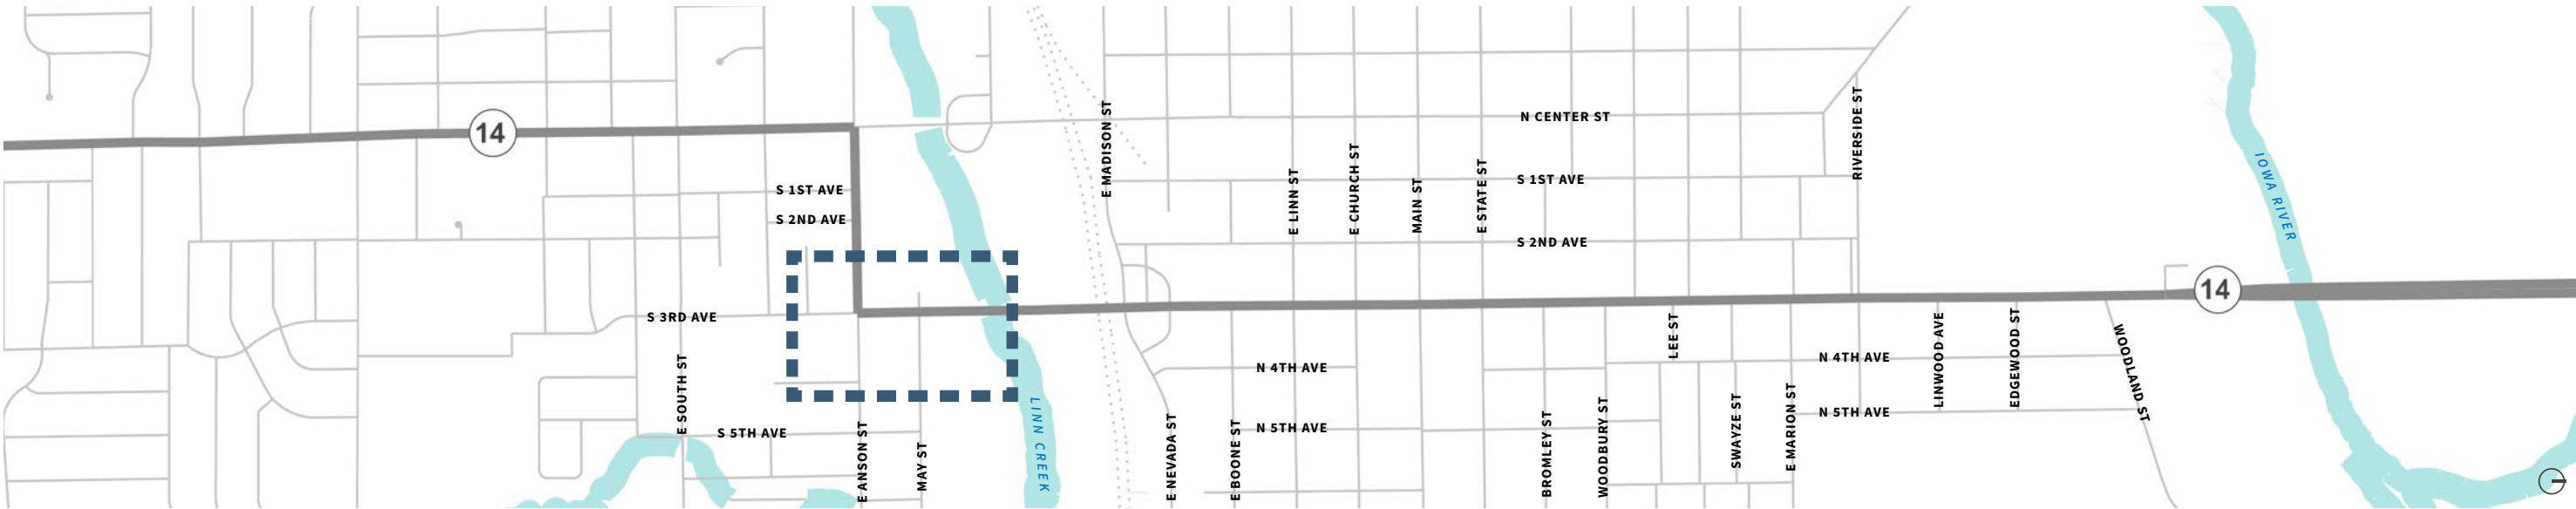 14
N CENTER ST
S 1ST AVE
S 1ST AVE
S 2ND AVE
S 2ND AVE
S 3RD AVE
E MADISON ST
E LINN ST
E CHURCH ST
MAIN ST
E STATE ST
RIVERSIDE ST
IOWA RIVER
14
E SOUTH ST
S 5TH AVE
E ANSON ST
MAY ST
LINN CREEK
N 4TH AVE
N 5TH AVE
E NEVADA ST
E BOONE ST
BROMLEY ST
WOODBURY ST
LEE ST
SWAYZE ST
E MARION ST
N 4TH AVE
N 5TH AVE
LINWOOD AVE
EDGEWOOD ST
WOODLAND ST